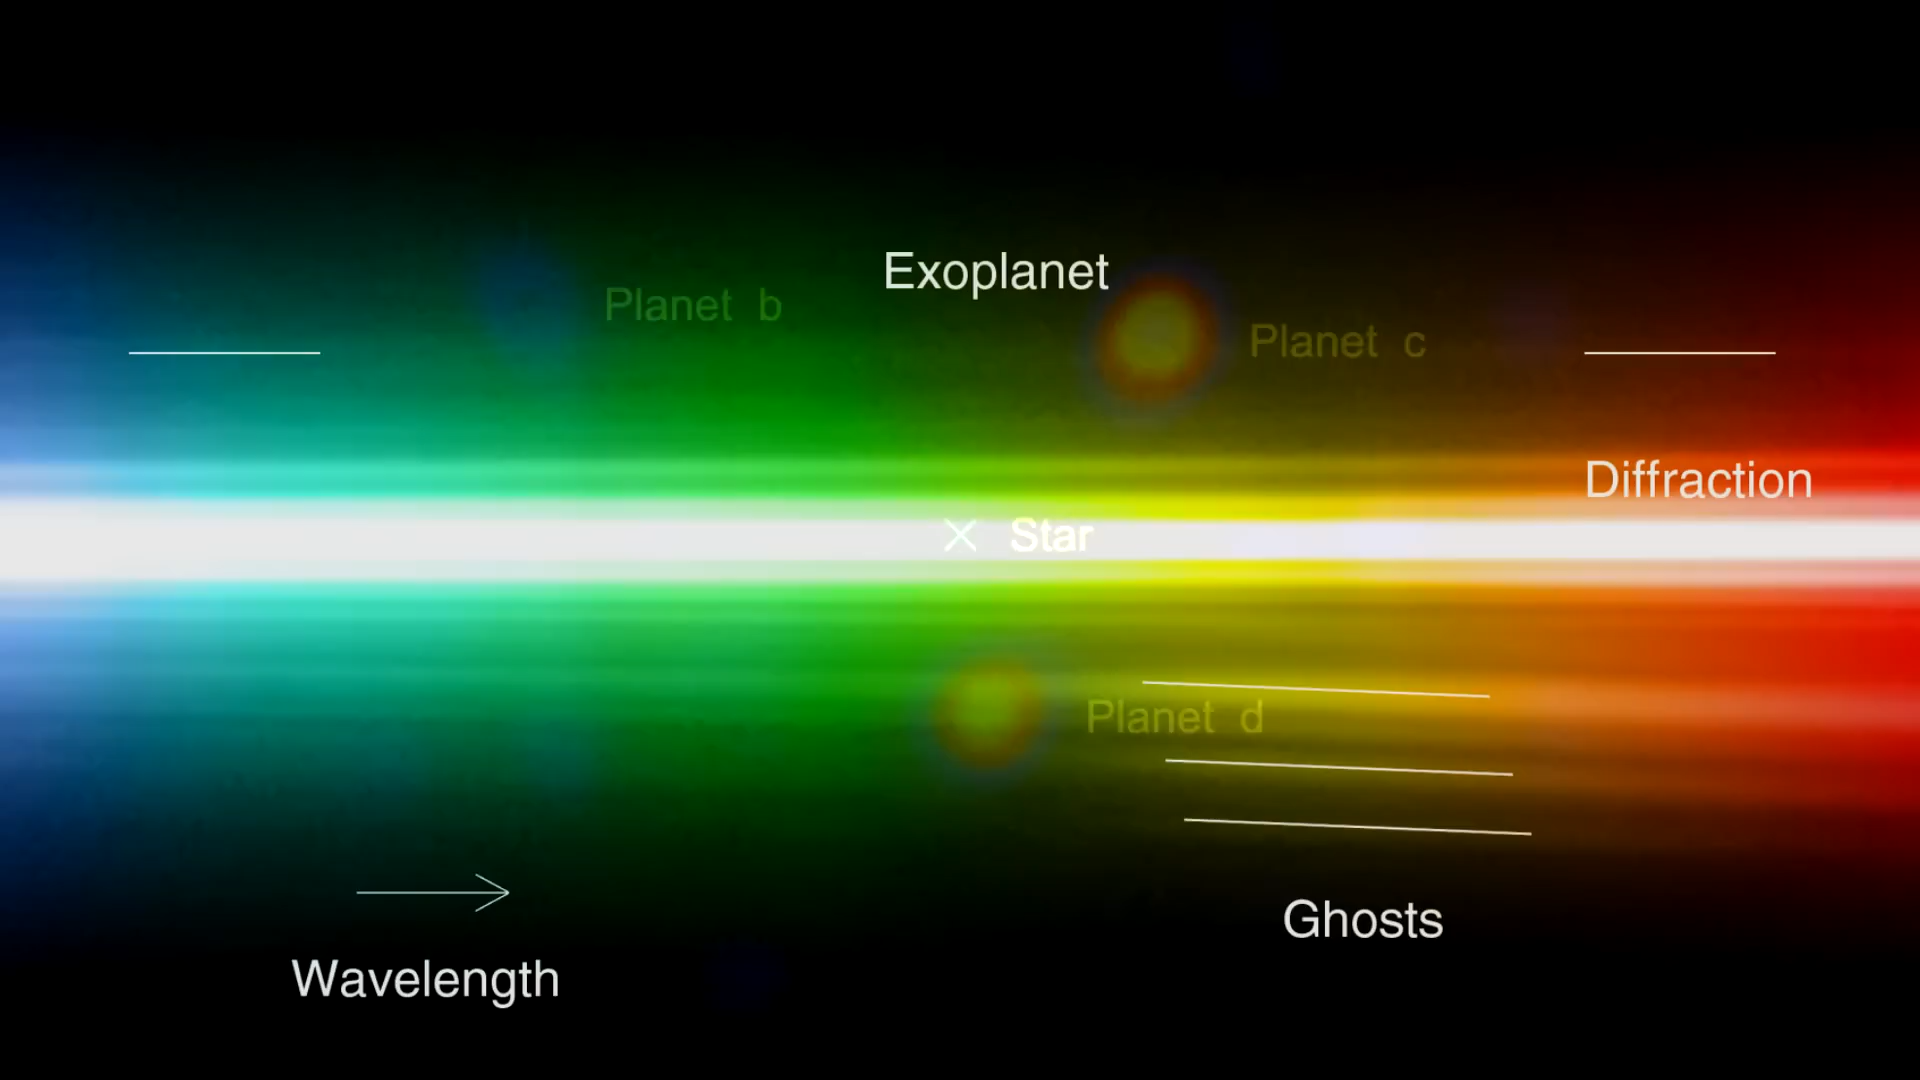 Exoplanet
Planet b
Planet c
Diffraction
Star
Planet d
Ghosts
Wavelength